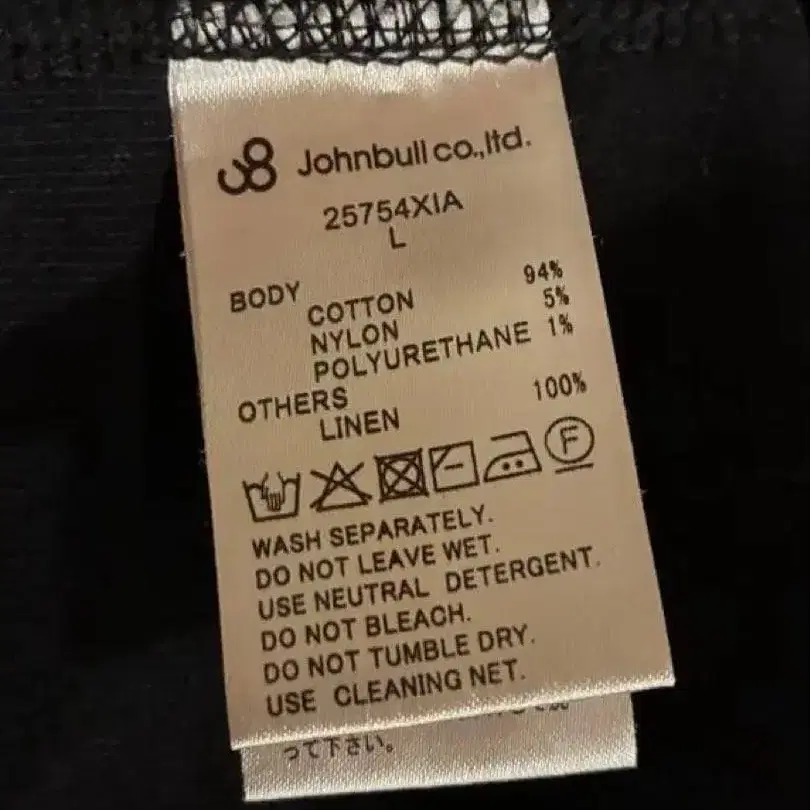 Johnbull co.,ltd.
25754XIA
L
BODY 94%
COTTON 5%
NYLON 1%
POLYURETHANE
OTHERS 100%
LINEN
F
WASH SEPARATELY.
DO NOT LEAVE WET.
USE NEUTRAL DETERGENT.
DO NOT BLEACH.
DO NOT TUMBLE DRY.
USE CLEANING NET.
って下さい。